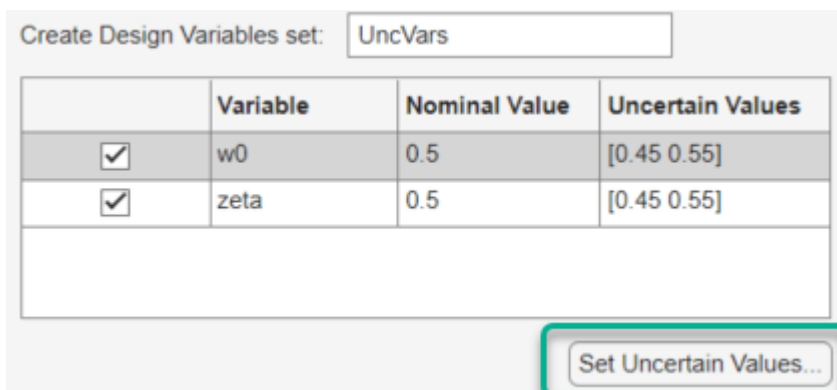 Create Design Variables set: UncVars
Variable Nominal Value Uncertain Values
w0 0.5 [0.45 0.55]
zeta 0.5 [0.45 0.55]
Set Uncertain Values...